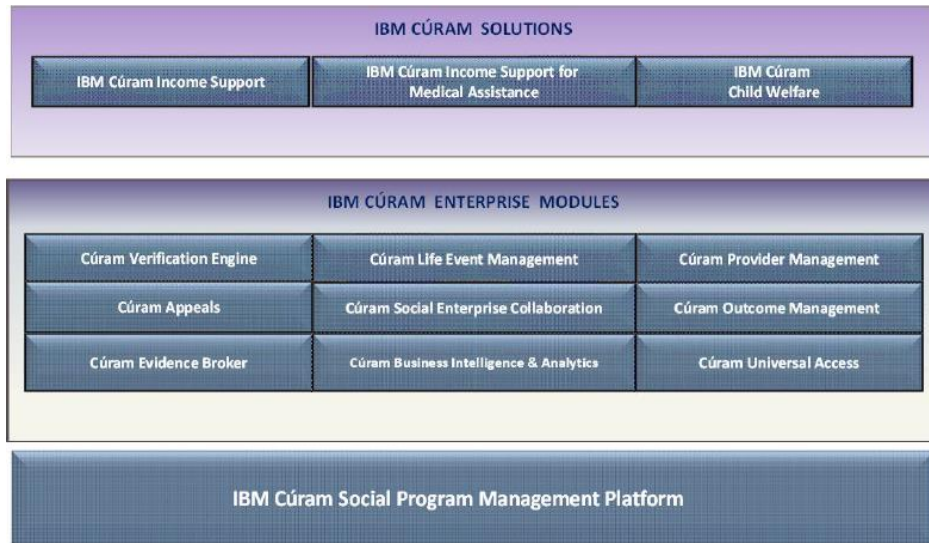 IBM CÚRAM SOLUTIONS
IBM Cúram Income Support
IBM Cúram Income Support for
Medical Assistance
IBM Cúram
Child Welfare
IBM CÚRAM ENTERPRISE MODULES
Cúram Verification Engine
Cúram Life Event Management
Cúram Provider Management
Cúram Appeals
Cúram Social Enterprise Collaboration
Cúram Outcome Management
Cúram Evidence Broker
Cúram Business Intelligence & Analytics
Cúram Universal Access
IBM Cúram Social Program Management Platform